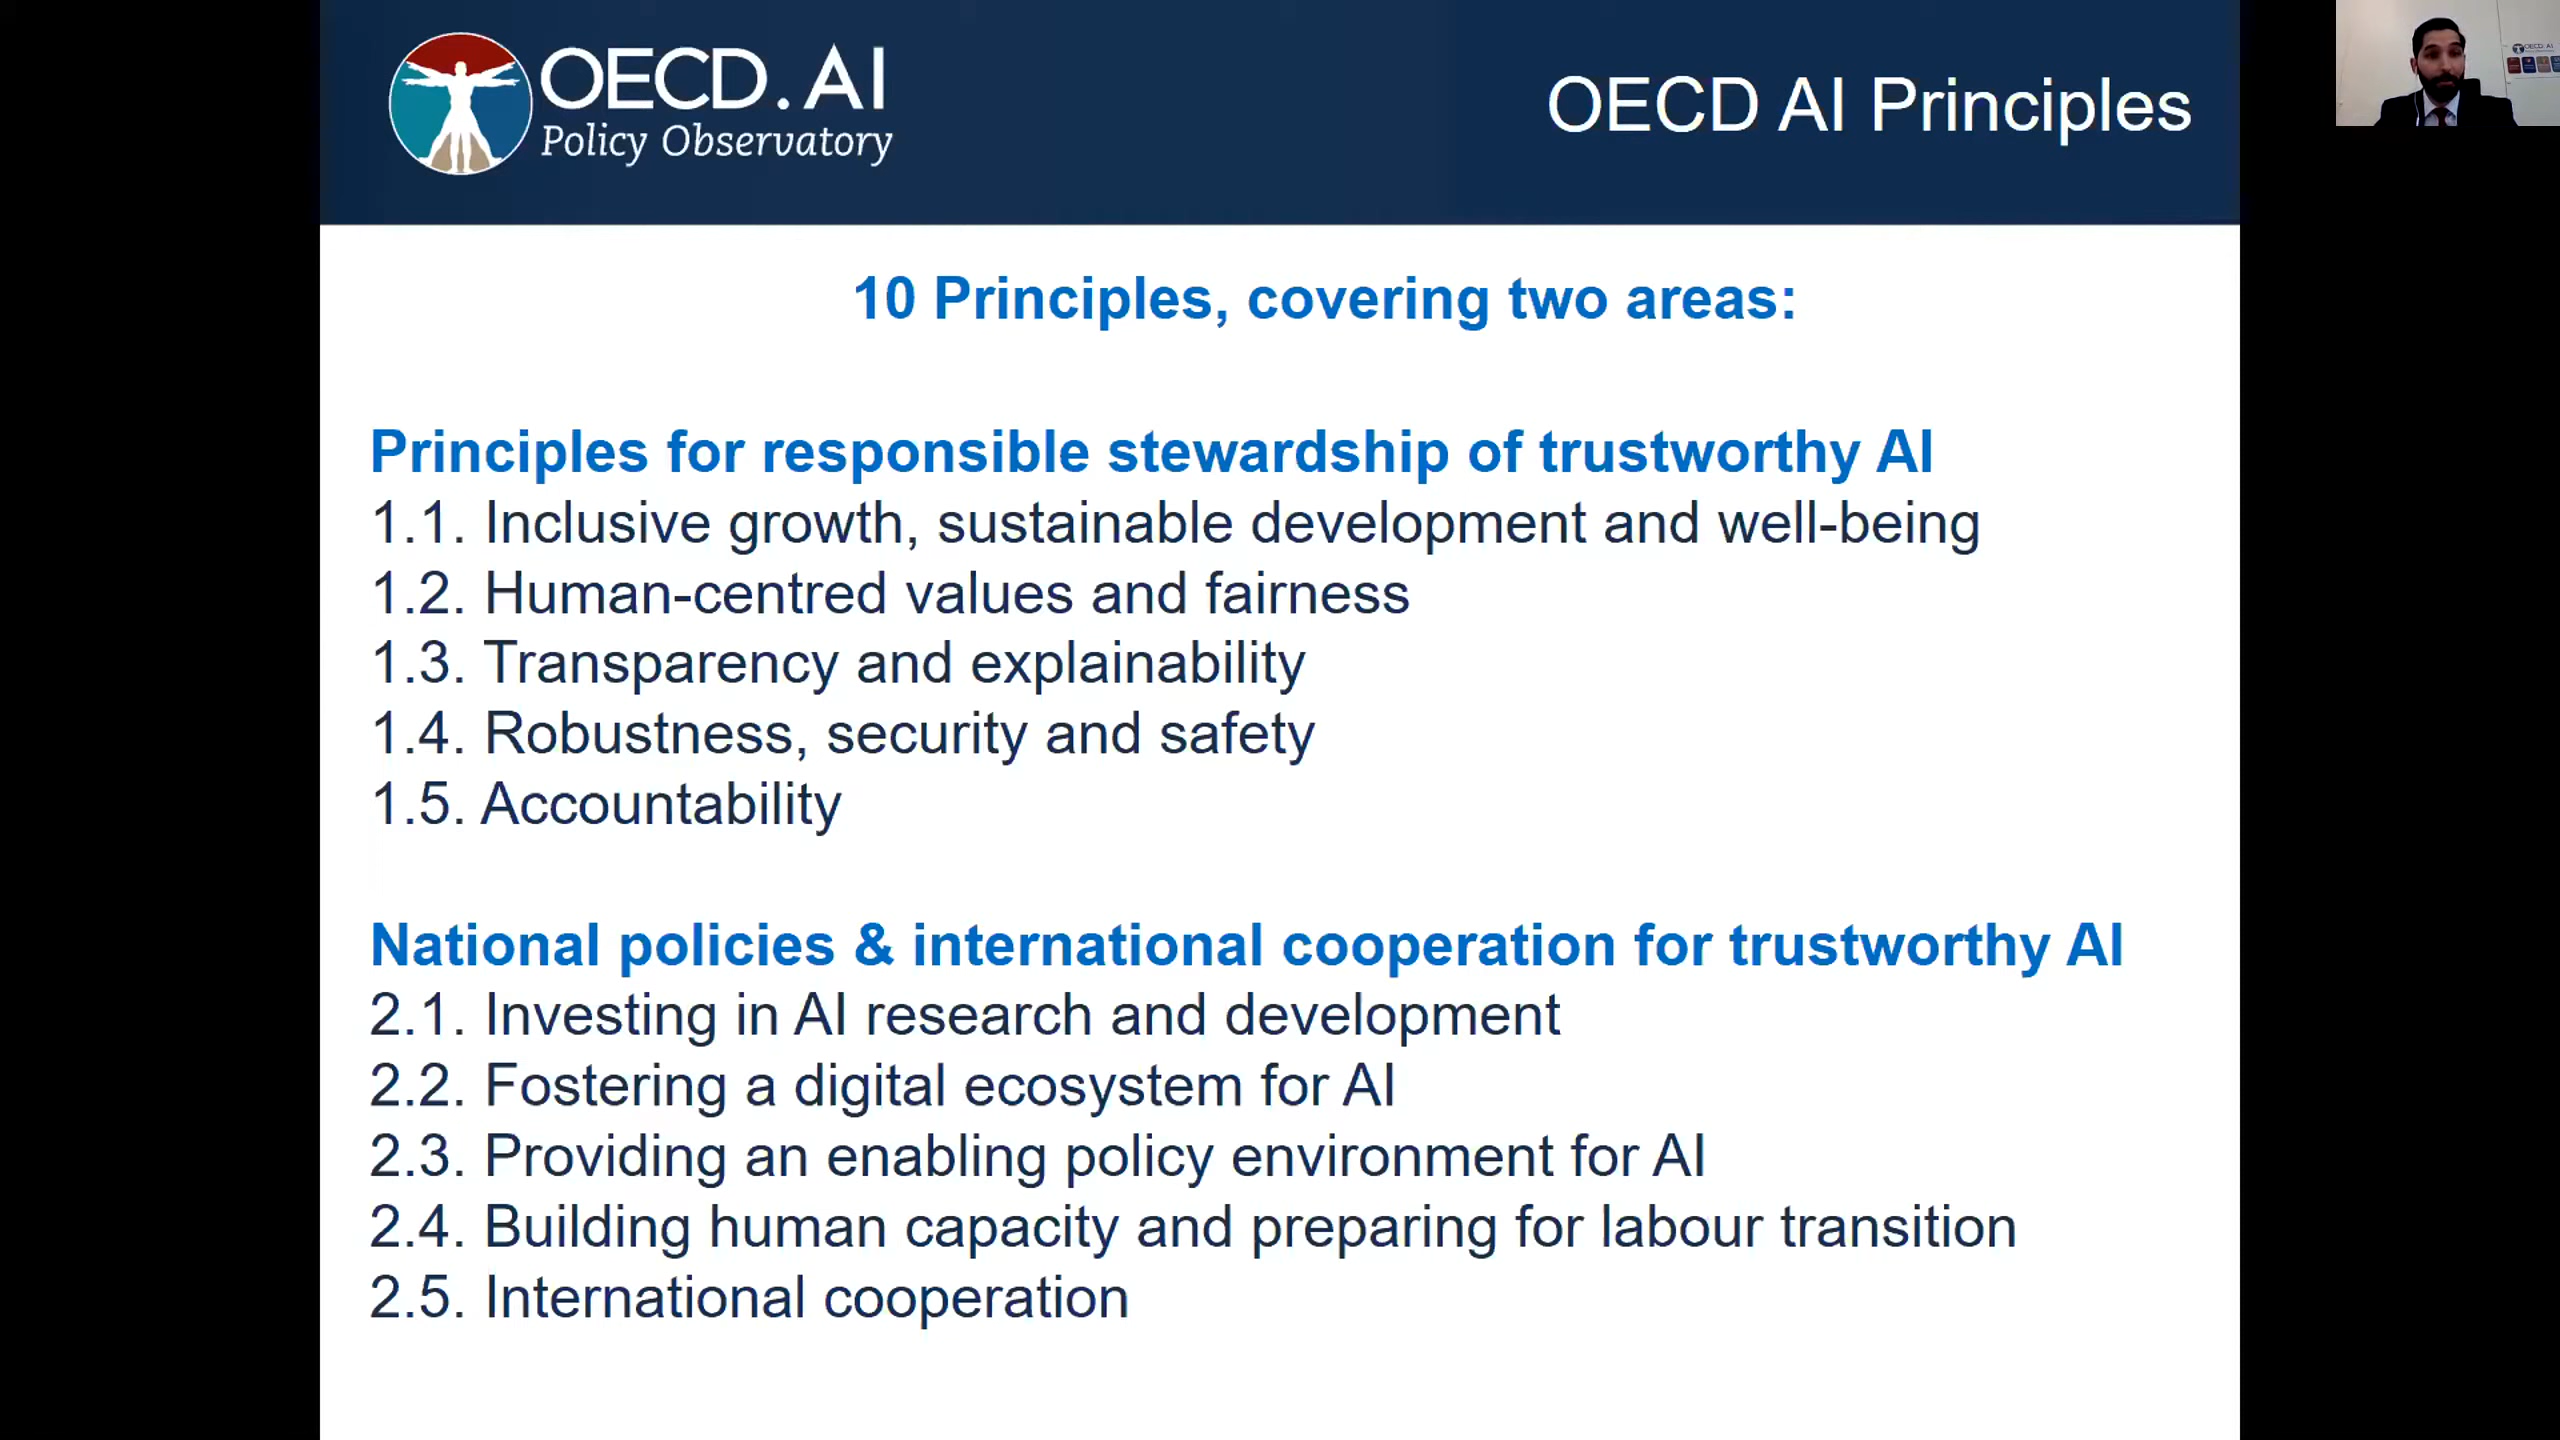 OECD.AI
Policy Observatory
OECD AI Principles
OECD.AI
10 Principles, covering two areas:
Principles for responsible stewardship of trustworthy AI
1.1. Inclusive growth, sustainable development and well-being
1.2. Human-centred values and fairness
1.3. Transparency and explainability
1.4. Robustness, security and safety
1.5. Accountability
National policies & international cooperation for trustworthy AI
2.1. Investing in AI research and development
2.2. Fostering a digital ecosystem for AI
2.3. Providing an enabling policy environment for AI
2.4. Building human capacity and preparing for labour transition
2.5. International cooperation